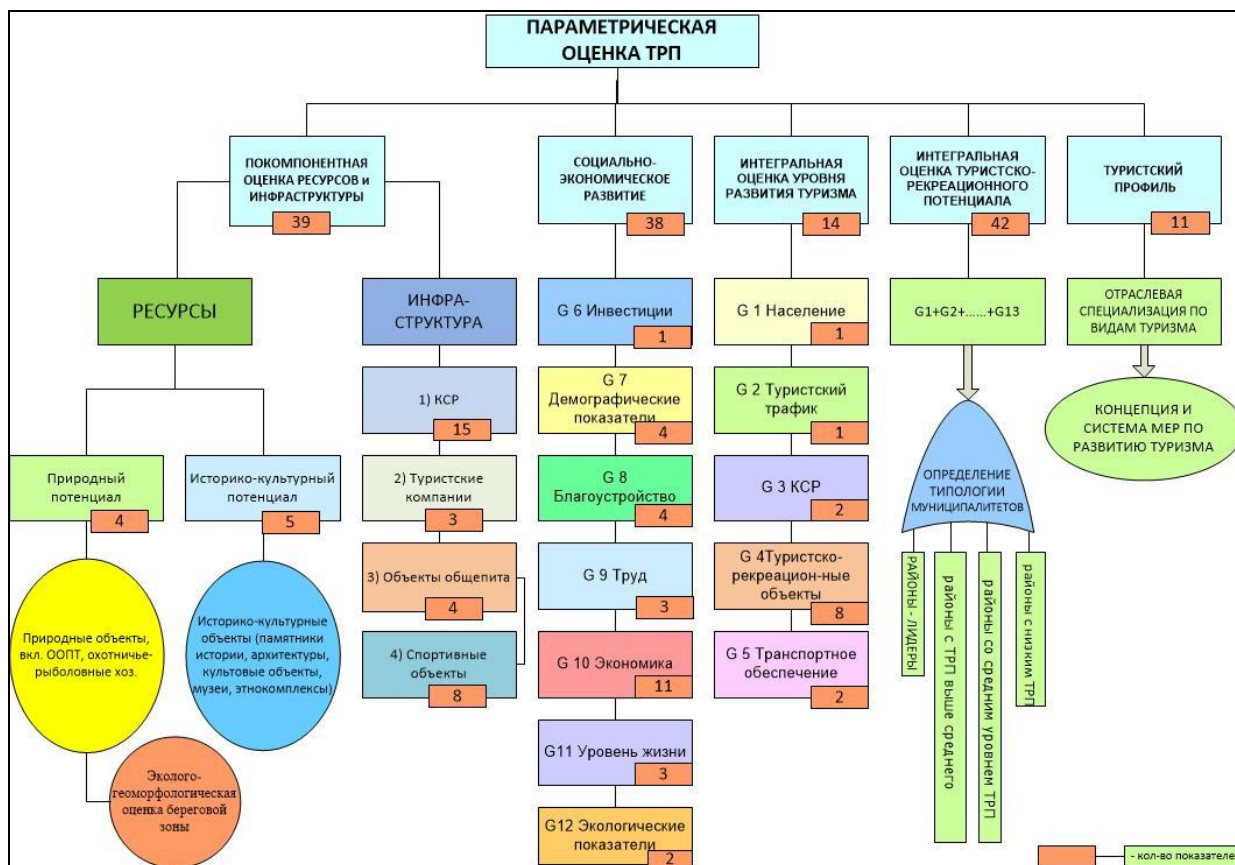 ПАРАМЕТРИЧЕСКАЯ
ОЦЕНКА ТРП
ПОКОМПОНЕНТНАЯ
ОЦЕНКА РЕСУРСОВ и
ИНФРАСТРУКТУРЫ
39
СОЦИАЛЬНО-
ЭКОНОМИЧЕСКОЕ
РАЗВИТИЕ
38
ИНТЕГРАЛЬНАЯ
ОЦЕНКА УРОВНЯ
РАЗВИТИЯ ТУРИЗМА
14
ИНТЕГРАЛЬНАЯ
ОЦЕНКА ТУРИСТСКО-
РЕКРЕАЦИОННОГО
ПОТЕНЦИАЛА
42
ТУРИСТСКИЙ
ПРОФИЛЬ
11
РЕСУРСЫ
Природный
потенциал
4
Историко-культурный
потенциал
5
Природные объекты,
вкл. ООПТ, охотничье-
рыболовные хоз.
Историко-культурные
объекты (памятники
истории, архитектуры,
культовые объекты,
музеи, этнокомплексы)
Эколого-
геоморфологическая
оценка береговой
зоны
ИНФРА-
СТРУКТУРА
1) КСР
15
2) Туристские
компании
3
3) Объекты общепита
4
4) Спортивные
объекты
8
G 6 Инвестиции
1
G 7
Демографические
показатели
4
G 8
Благоустройство
4
G 9 Труд
3
G 10 Экономика
11
G11 Уровень жизни
3
G12 Экологические
показатели
2
G 1 Население
1
G 2 Туристский
трафик
1
G 3 КСР
2
G 4Туристско-
рекреацион-ные
объекты
8
G 5 Транспортное
обеспечение
2
G1+G2+......+G13
ОПРЕДЕЛЕНИЕ
ТИПОЛОГИИ
МУНИЦИПАЛИТЕТОВ
РАЙОНЫ - ЛИДЕРЫ
районы с ТРП выше среднего
районы со средним уровнем ТРП
районы с низким ТРП
ОТРАСЛЕВАЯ
СПЕЦИАЛИЗАЦИЯ ПО
ВИДАМ ТУРИЗМА
КОНЦЕПЦИЯ И
СИСТЕМА МЕР ПО
РАЗВИТИЮ ТУРИЗМА
- кол-во показателе